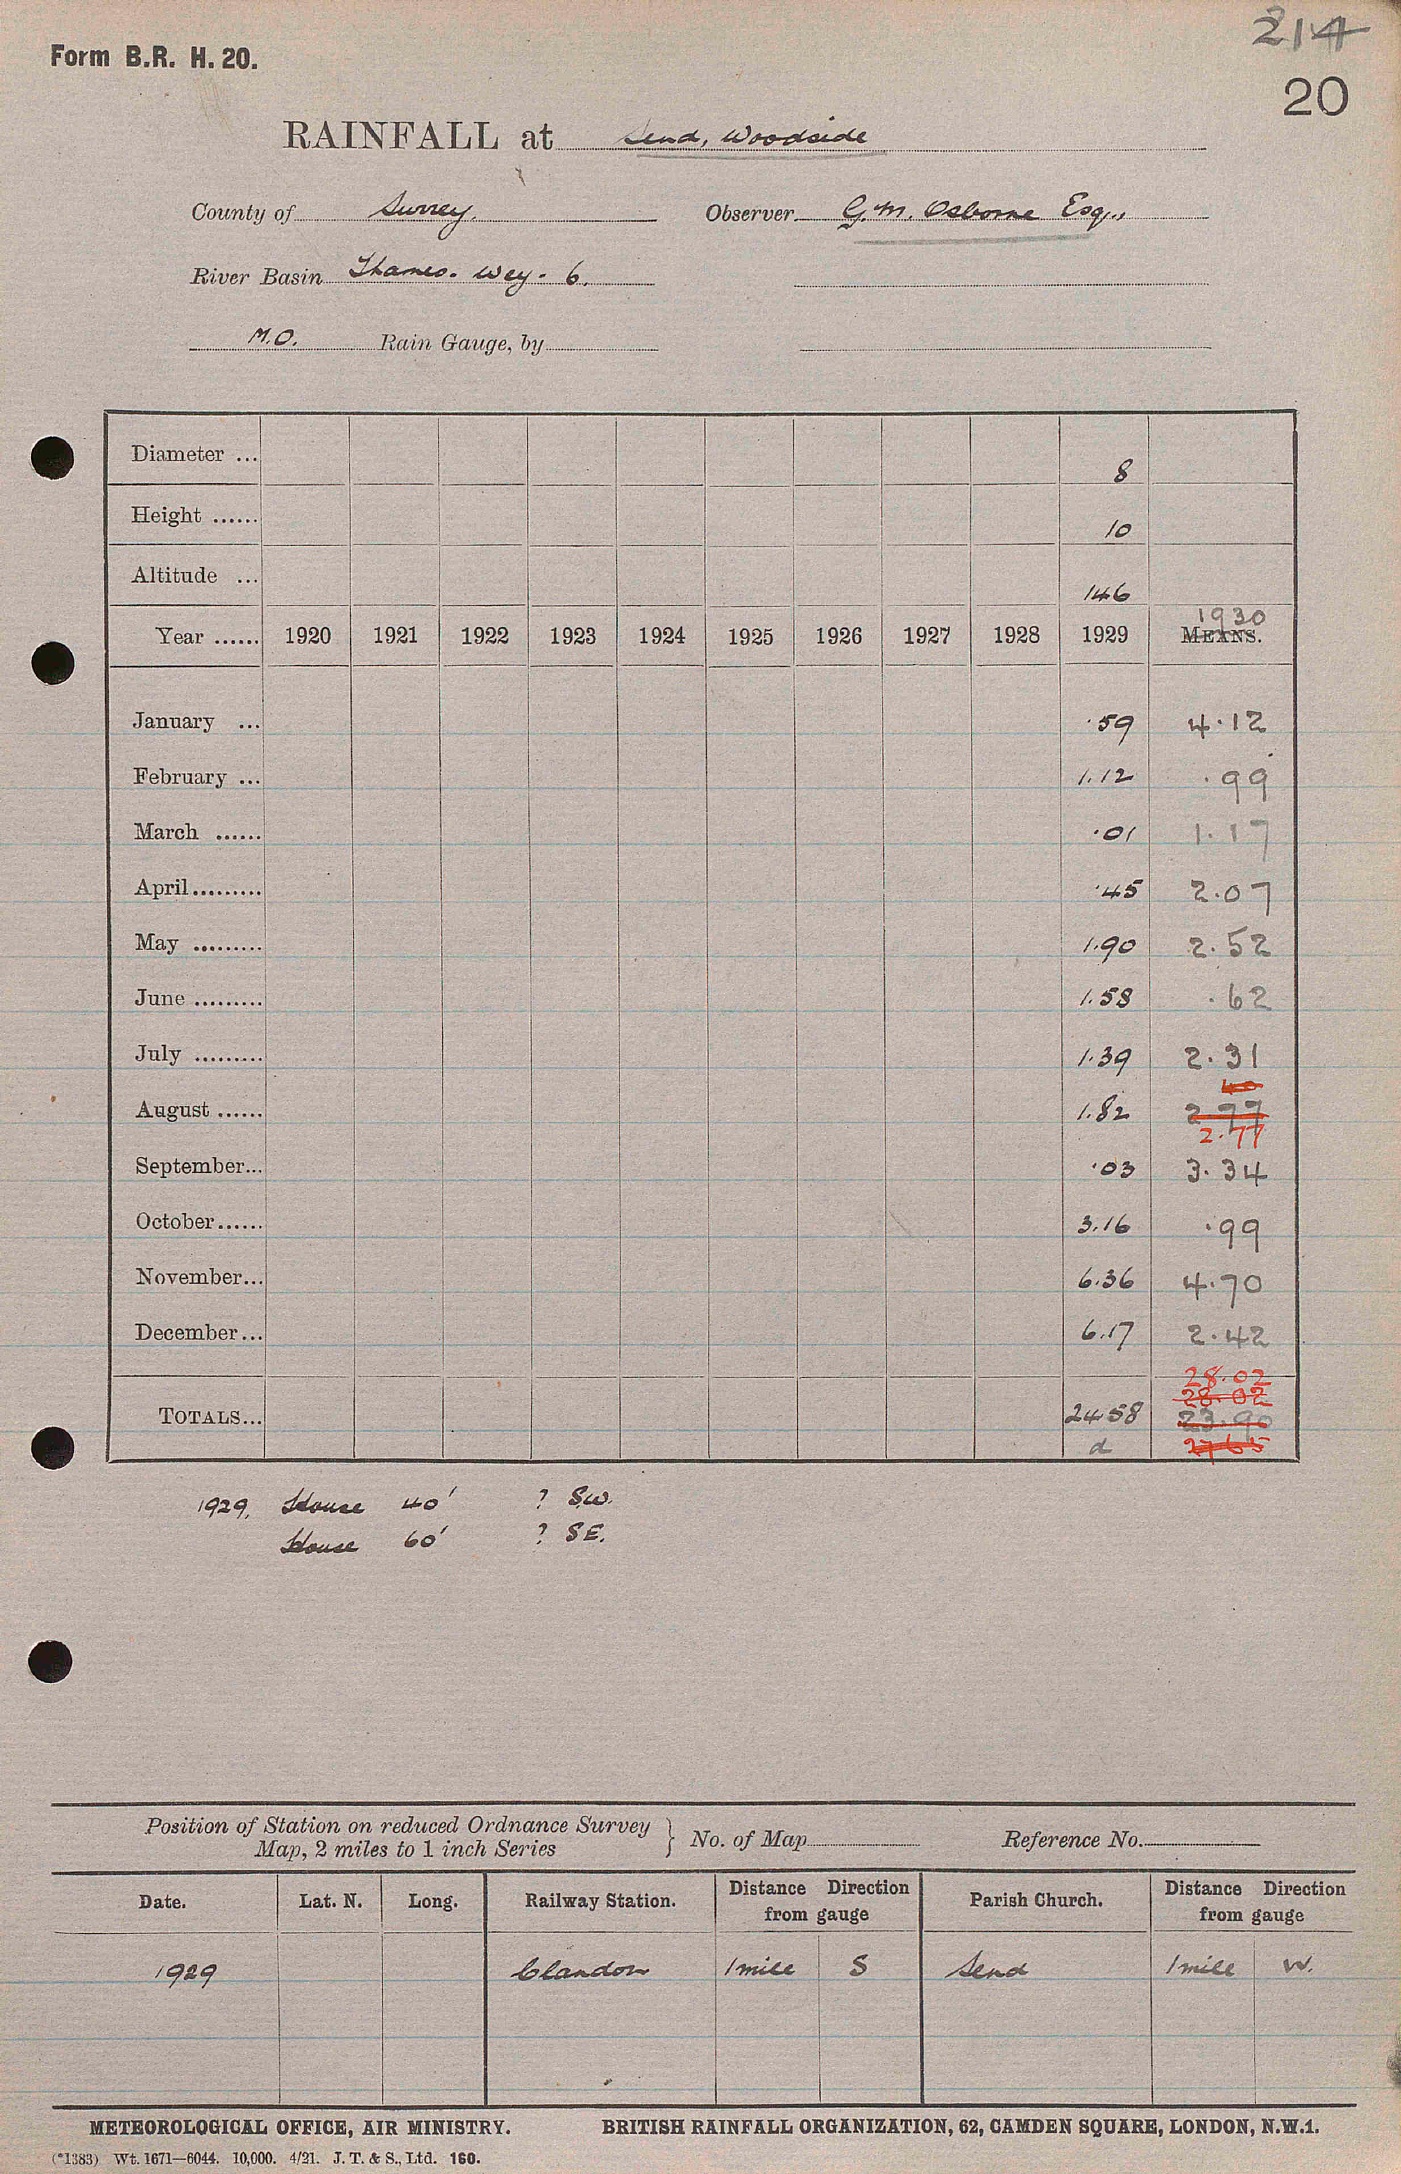 214
Form B.R. H. 20.
20
RAINFALL at Send, Woodside
County of Surrey. Observer G. M. Osborne Esq.,
River Basin Thames. Wey. 6.
M.O. Rain Gauge, by
Diameter ... 8
Height ...... 10
Altitude ... 146
1930
Year ...... 1920 1921 1922 1923 1924 1925 1926 1927 1928 1929 MEANS.
January ... .59 4.12
February ... 1.12 .99
March ...... .01 1.17
April......... .45 2.07
May ......... 1.90 2.52
June ......... 1.58 .62
July ......... 1.39 2.31
40
August ...... 1.82 2.77
2.77
September... .03 3.34
October...... 3.16 .99
November... 6.36 4.70
December... 6.17 2.42
28.02
28.02
TOTALS... 24.58 23.90
d 27.65
1929. House 40' ? S.W.
House 60' ? SE.
Position of Station on reduced Ordnance Survey
Map, 2 miles to 1 inch Series } No. of Map Reference No.
Date. Lat. N. Long. Railway Station. Distance Direction from gauge Parish Church. Distance Direction from gauge
1929 Clandon 1 mile S Send 1 mile W.
METEOROLOGICAL OFFICE, AIR MINISTRY. BRITISH RAINFALL ORGANIZATION, 62, CAMDEN SQUARE, LONDON, N.W.1.
(*1383) Wt. 1671—6044. 10,000. 4/21. J. T. & S., Ltd. 160.